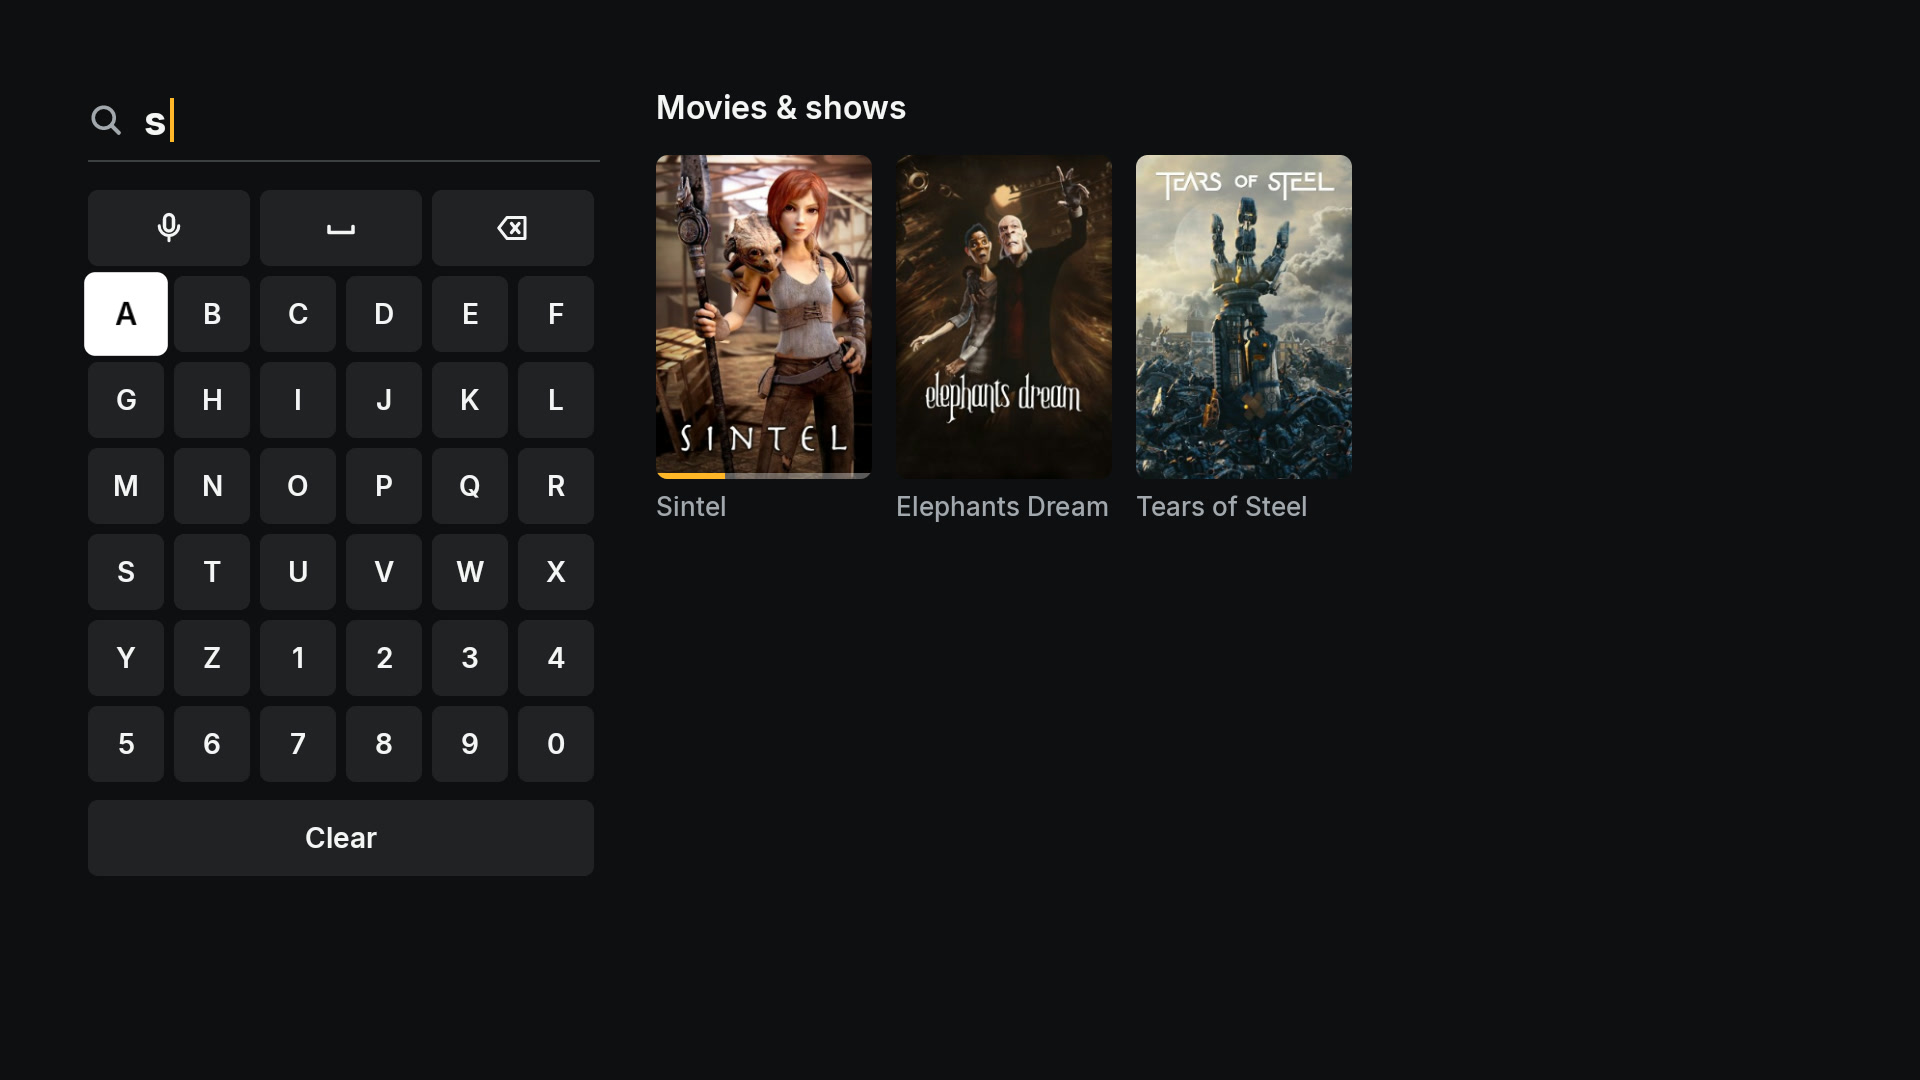 s
A B C D E F
G H I J K L
M N O P Q R
S T U V W X
Y Z 1 2 3 4
5 6 7 8 9 0
Clear
Movies & shows
SINTEL
elephants dream
TEARS OF STEEL
Sintel
Elephants Dream
Tears of Steel